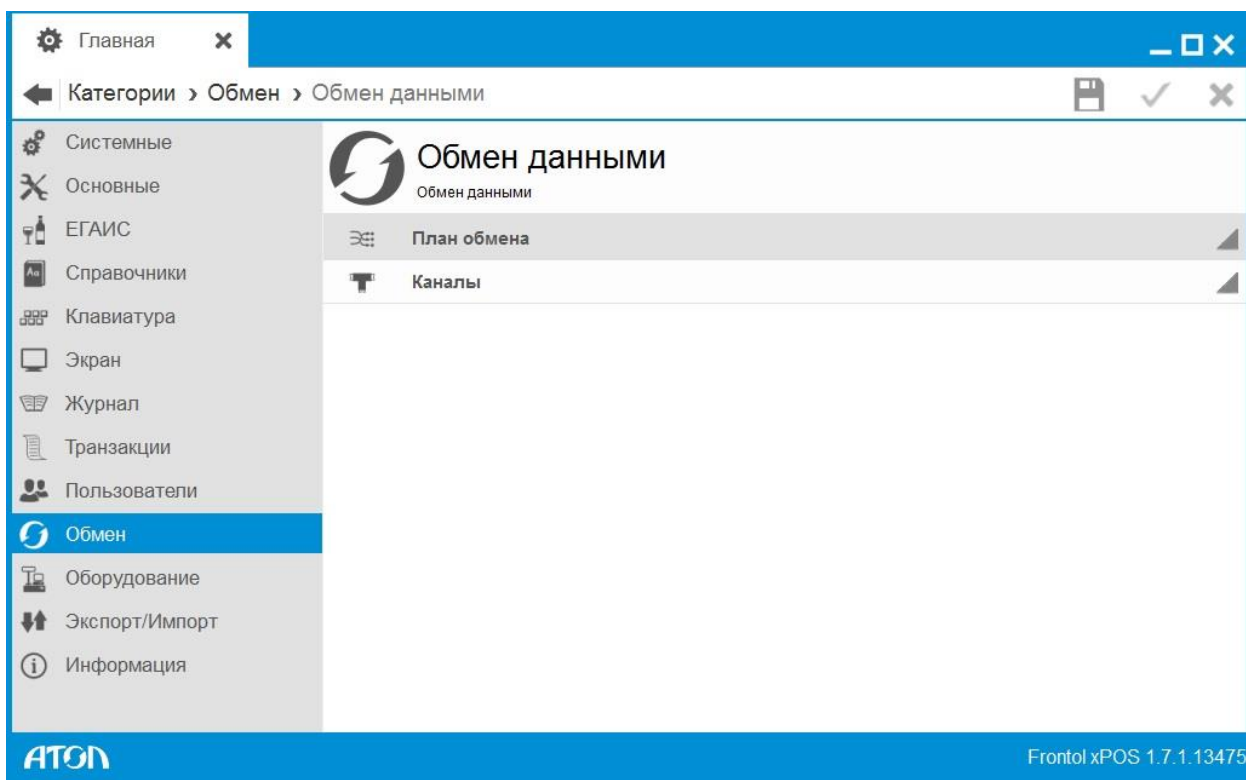 Главная
Категории › Обмен › Обмен данными
Системные
Основные
ЕГАИС
Справочники
Клавиатура
Экран
Журнал
Транзакции
Пользователи
Обмен
Оборудование
Экспорт/Импорт
Информация
Обмен данными
Обмен данными
План обмена
Каналы
АТОЛ
Frontol xPOS 1.7.1.13475